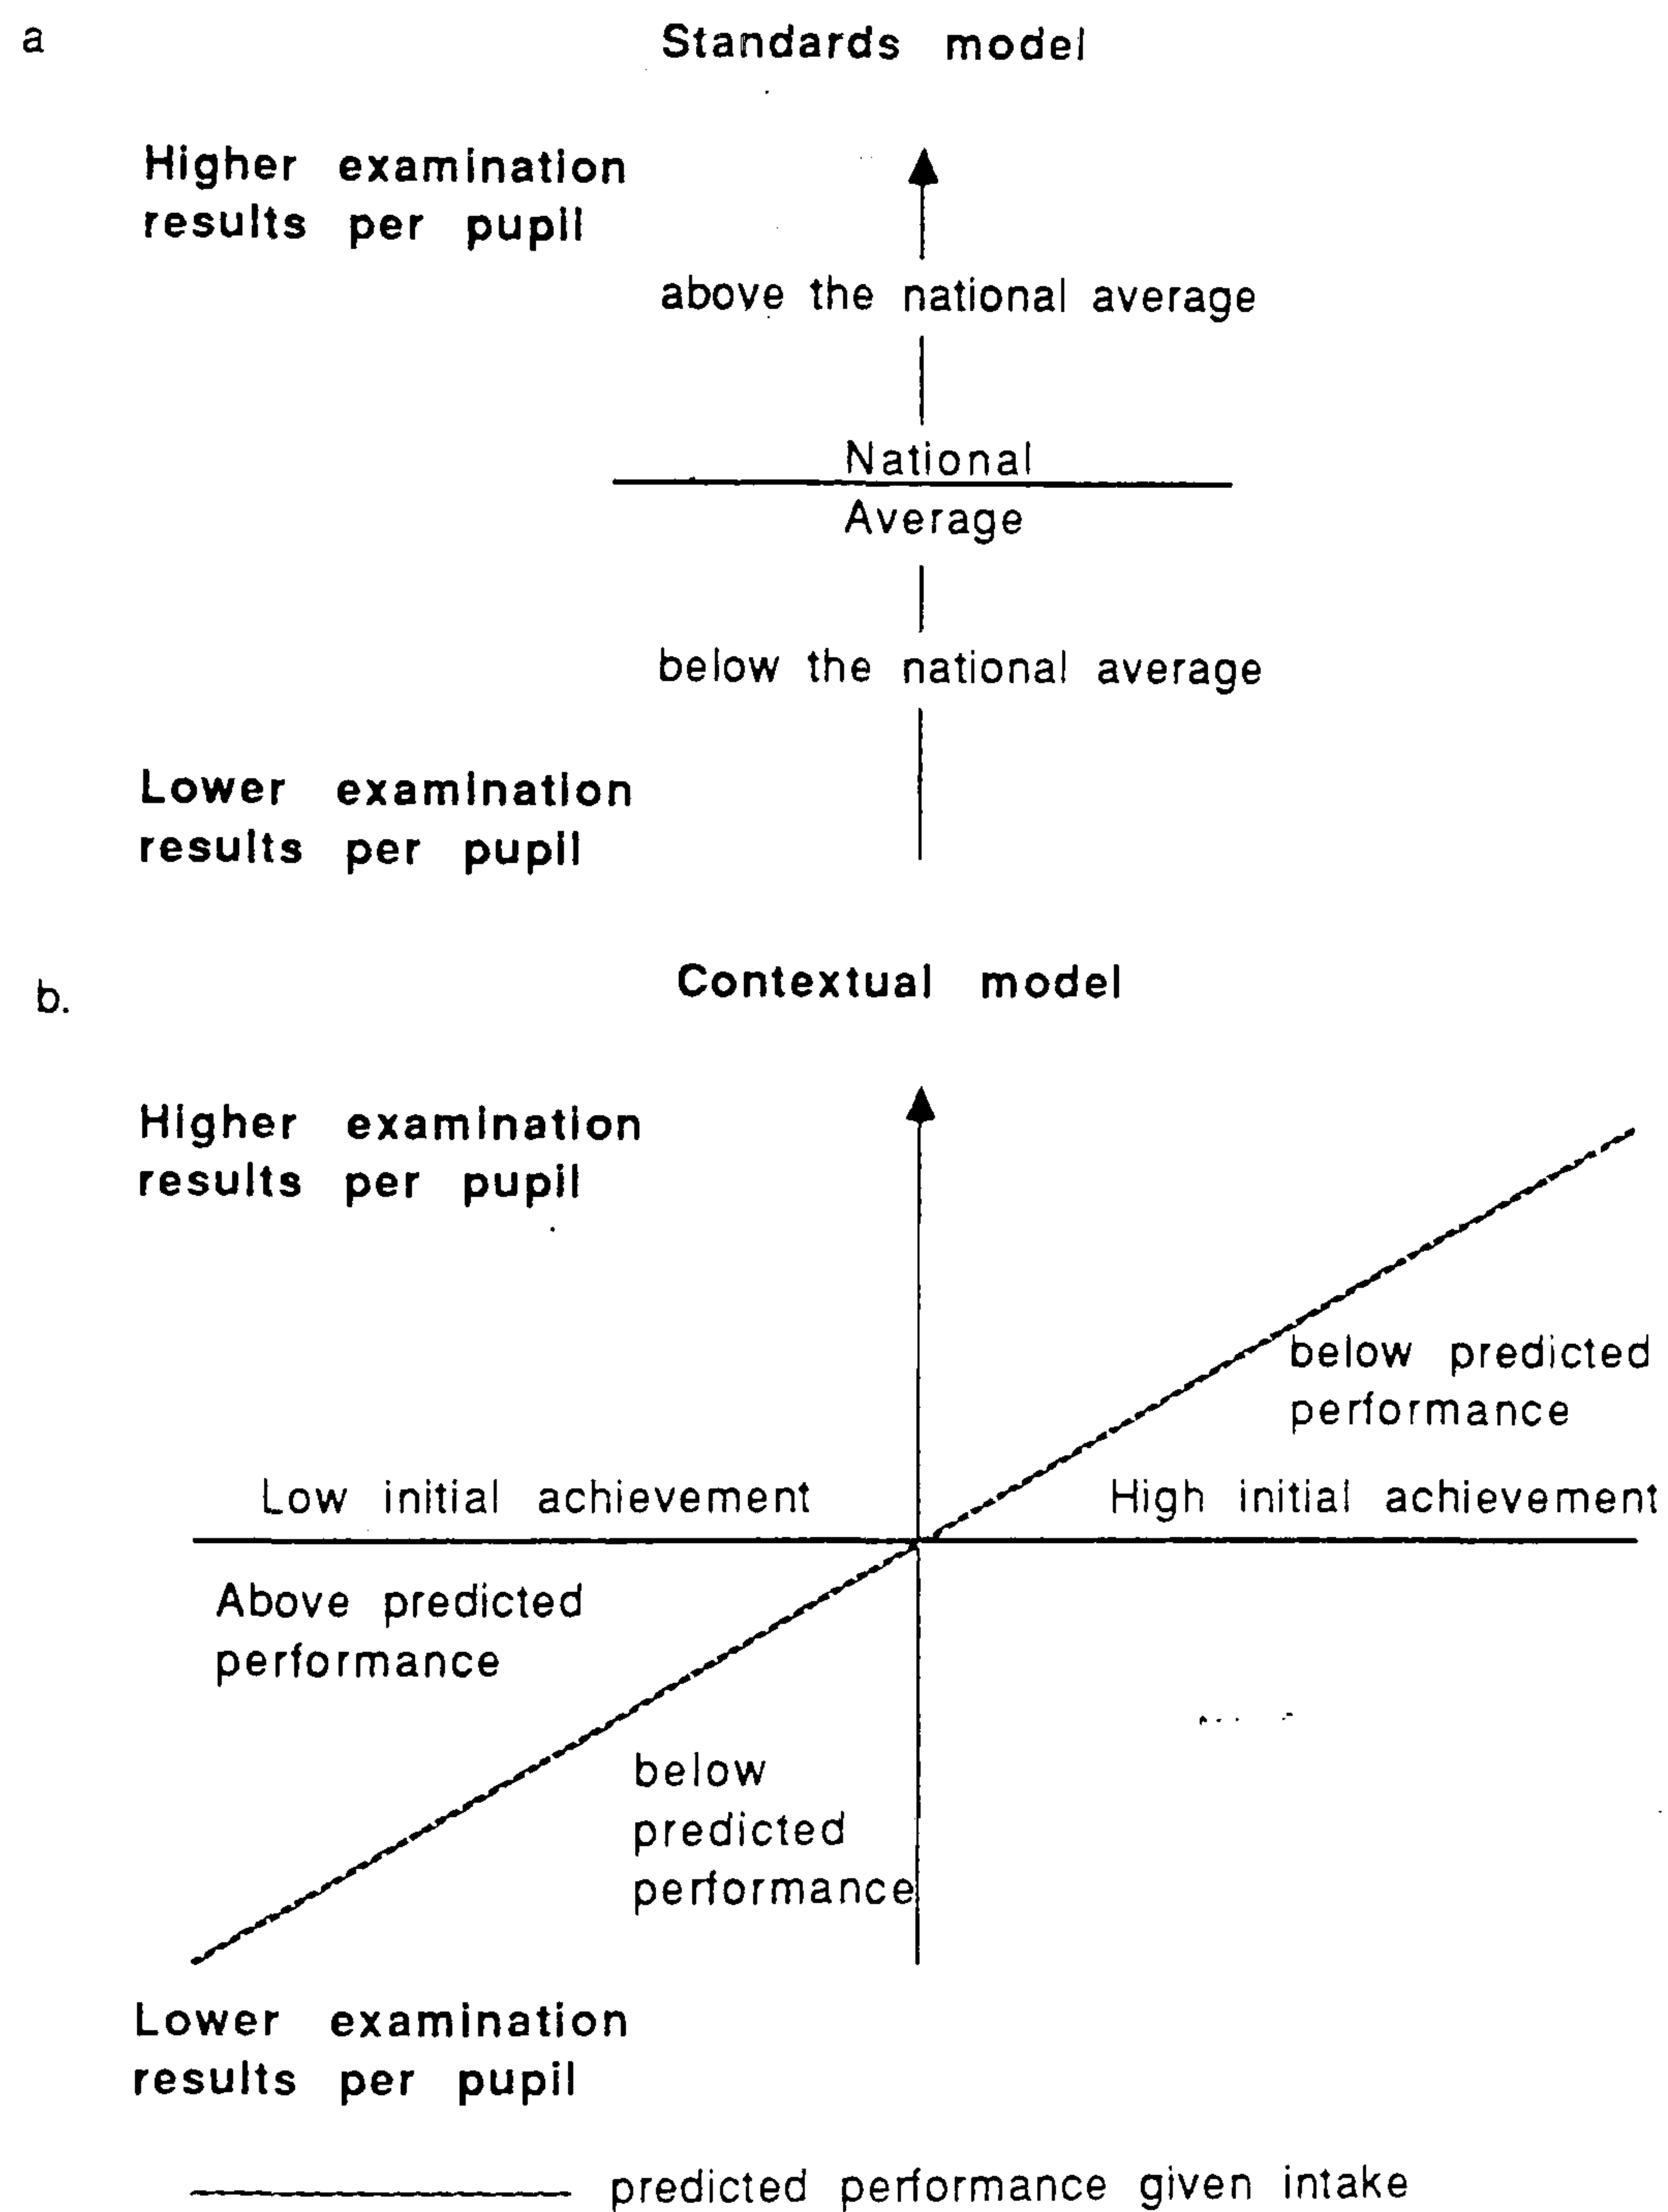 a
Standards model
Higher examination
results per pupil
above the national average
National
Average
below the national average
Lower examination
results per pupil
b.
Contextual model
Higher examination
results per pupil
below predicted
performance
Low initial achievement
High initial achievement
Above predicted
performance
below
predicted
performance
Lower examination
results per pupil
predicted performance given intake